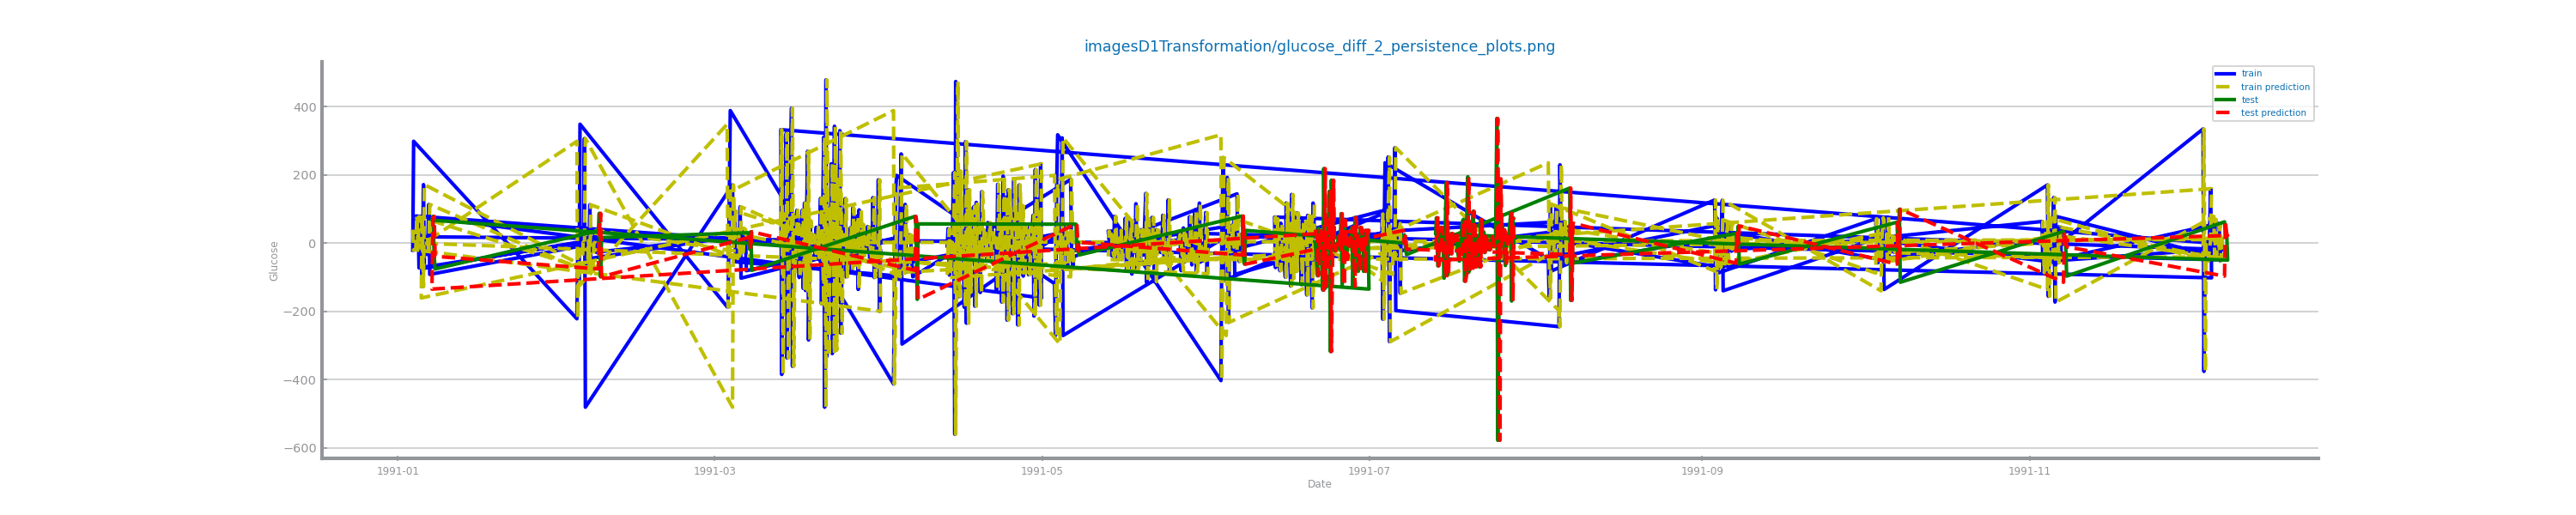 imagesD1Transformation/glucose_diff_2_persistence_plots.png
train
train prediction
test
test prediction
400
200
0
−200
−400
−600
Glucose
1991-01
1991-03
1991-05
1991-07
1991-09
1991-11
Date